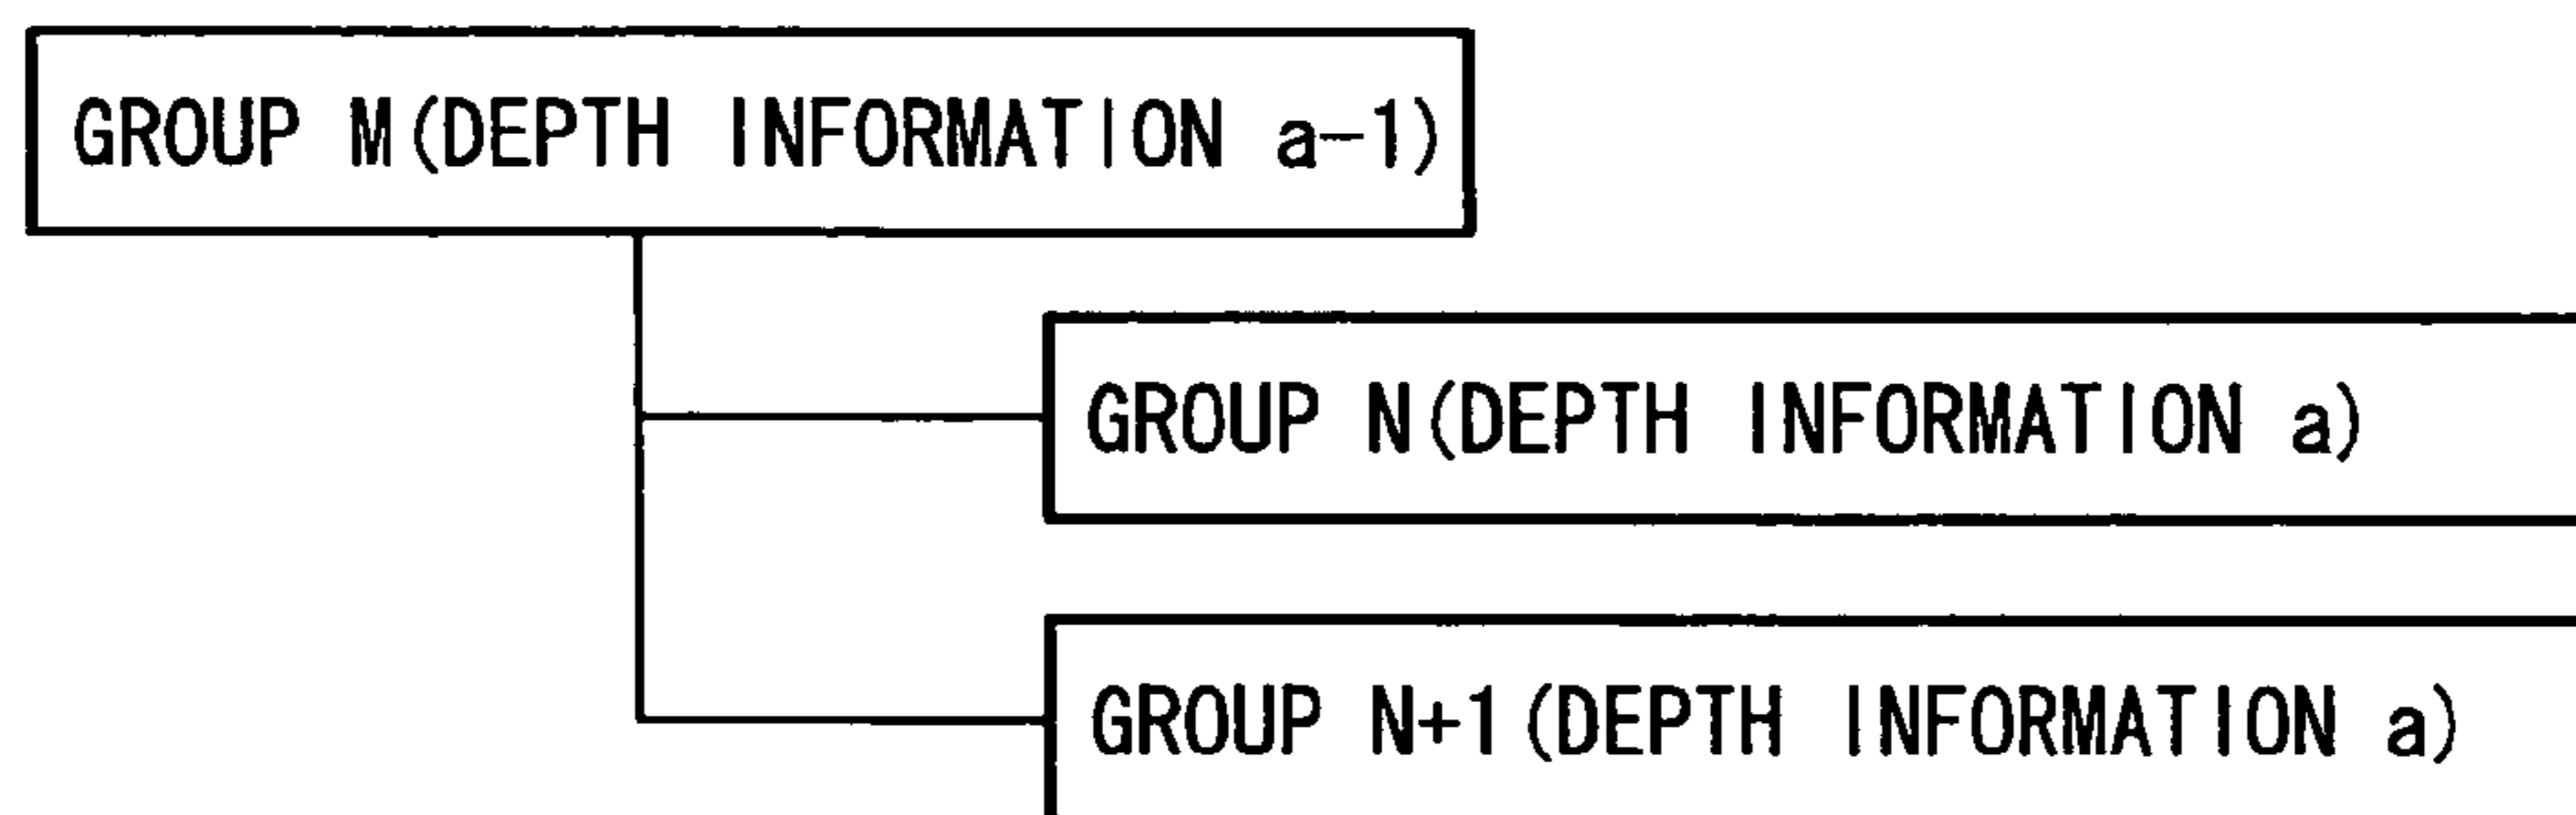 GROUP M(DEPTH INFORMATION a-1)
GROUP N(DEPTH INFORMATION a)
GROUP N+1(DEPTH INFORMATION a)